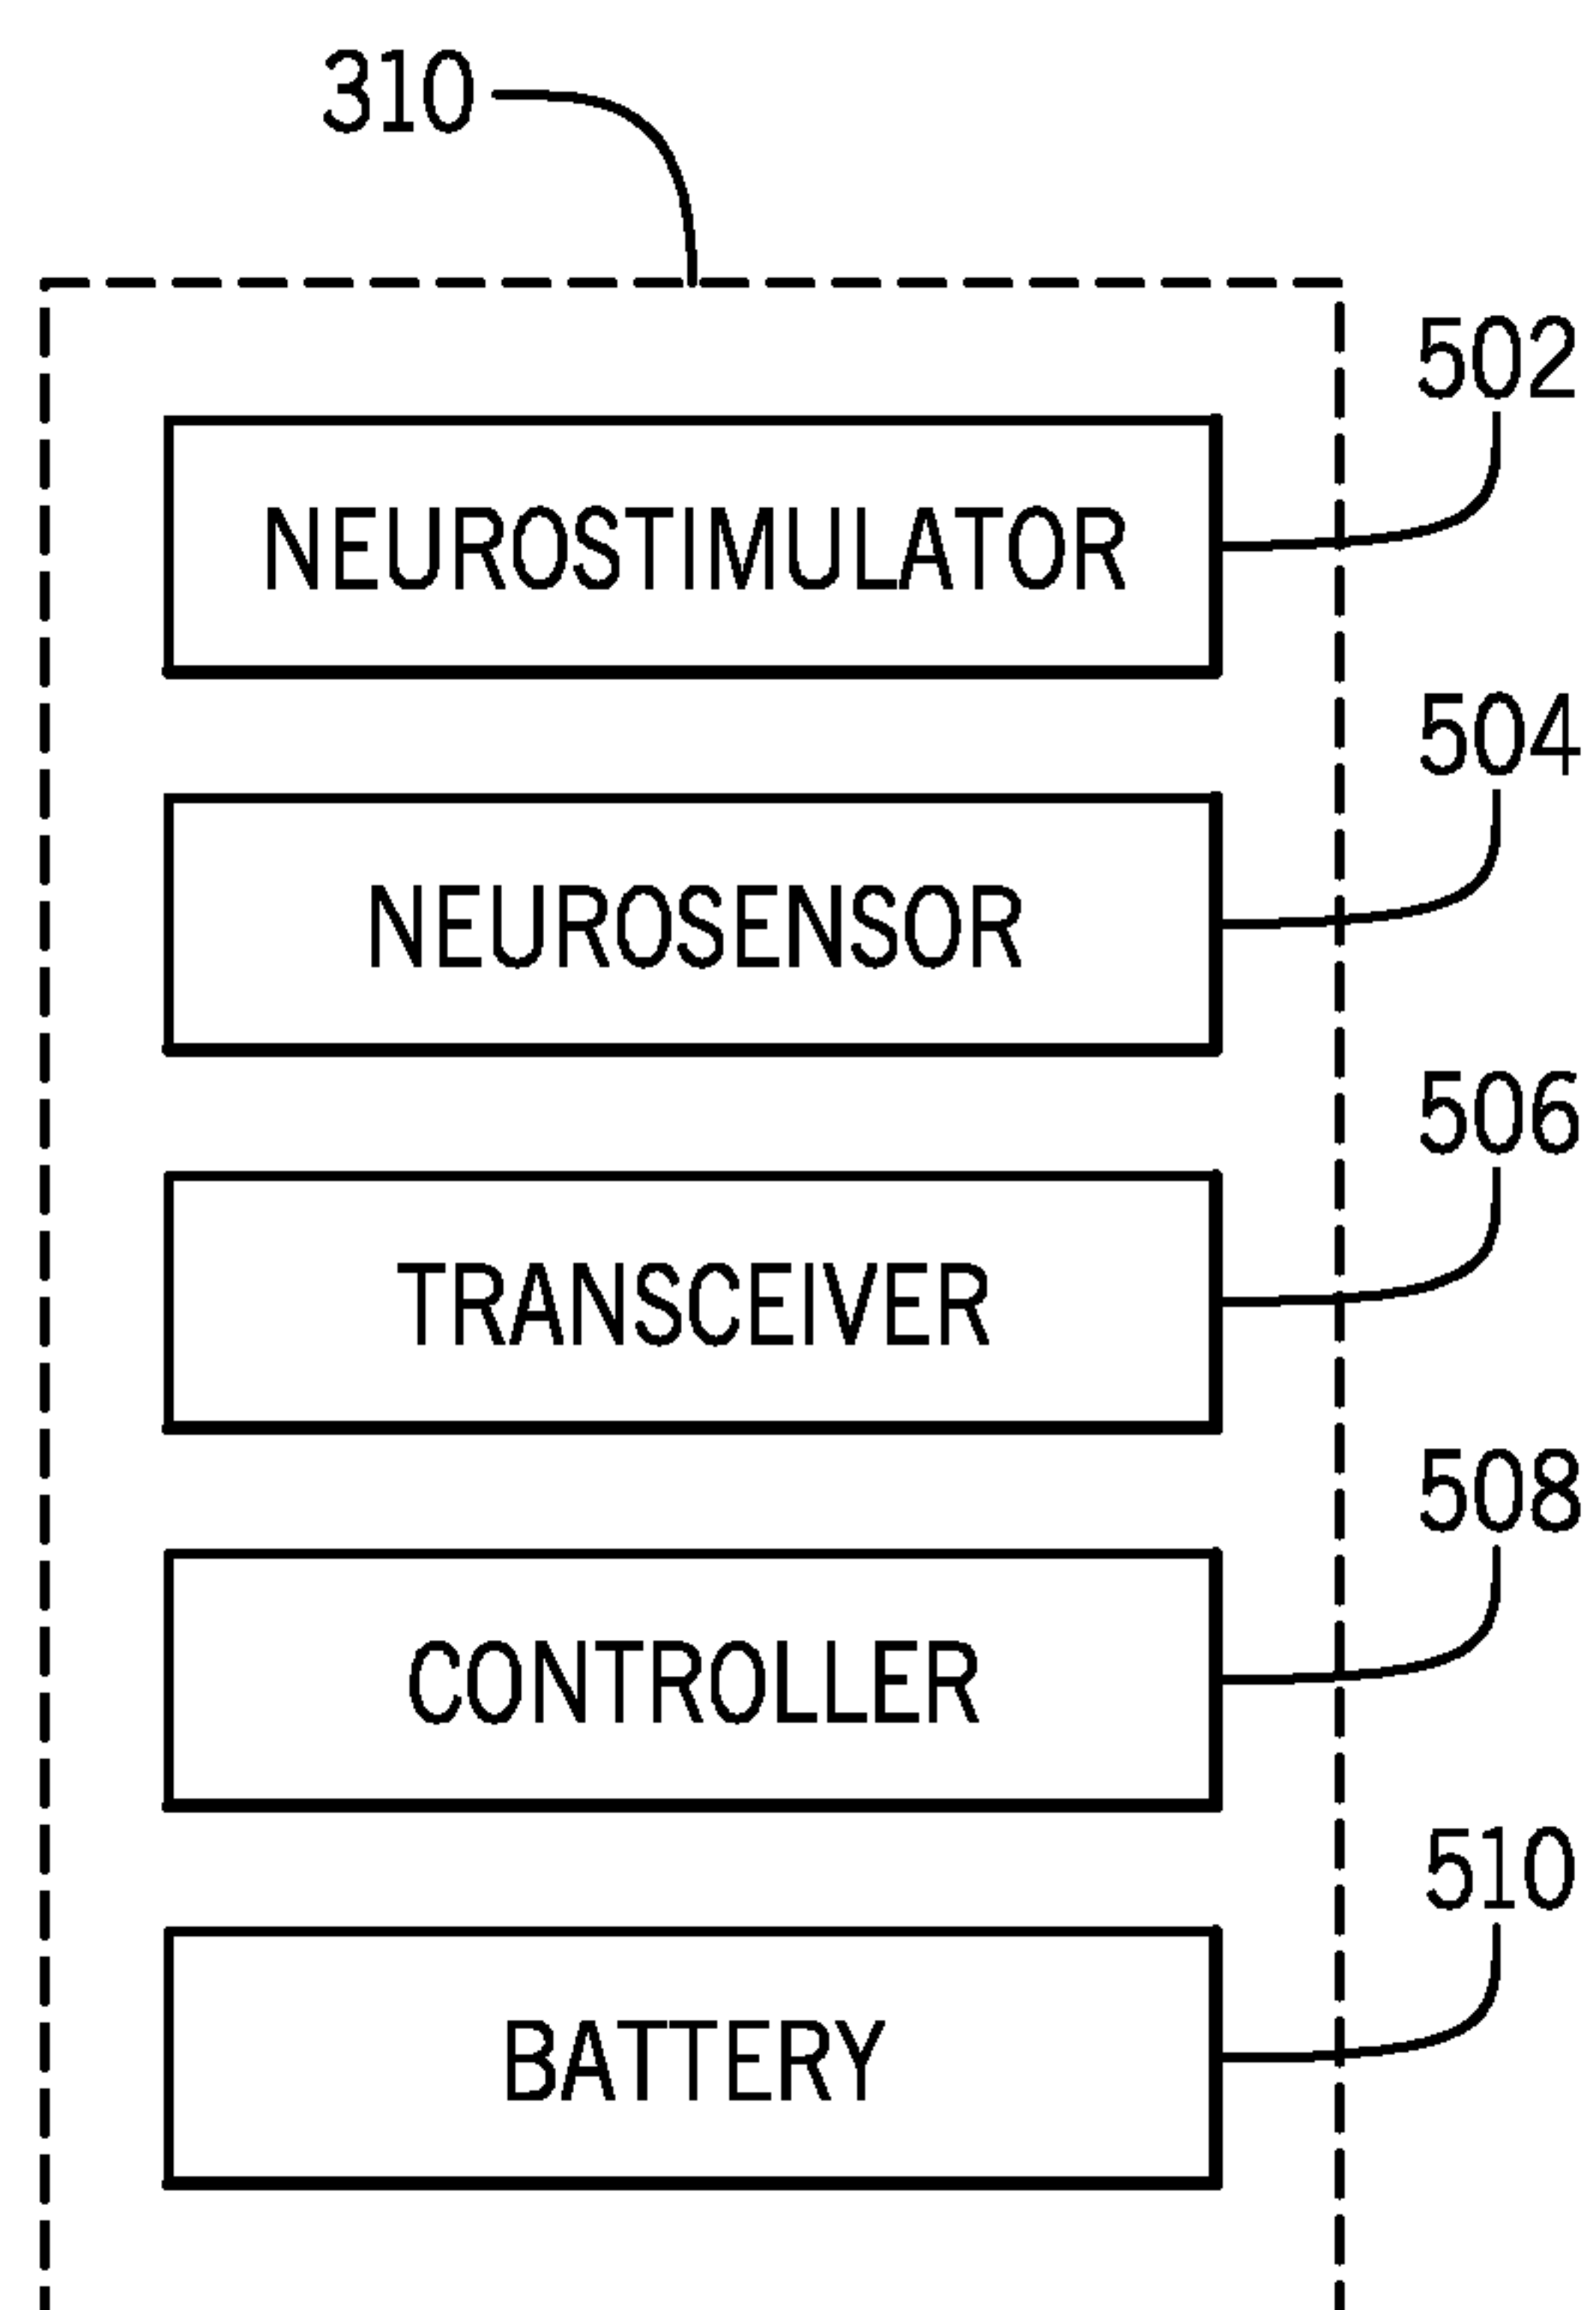 310
502
NEUROSTIMULATOR
504
NEUROSENSOR
506
TRANSCEIVER
508
CONTROLLER
510
BATTERY